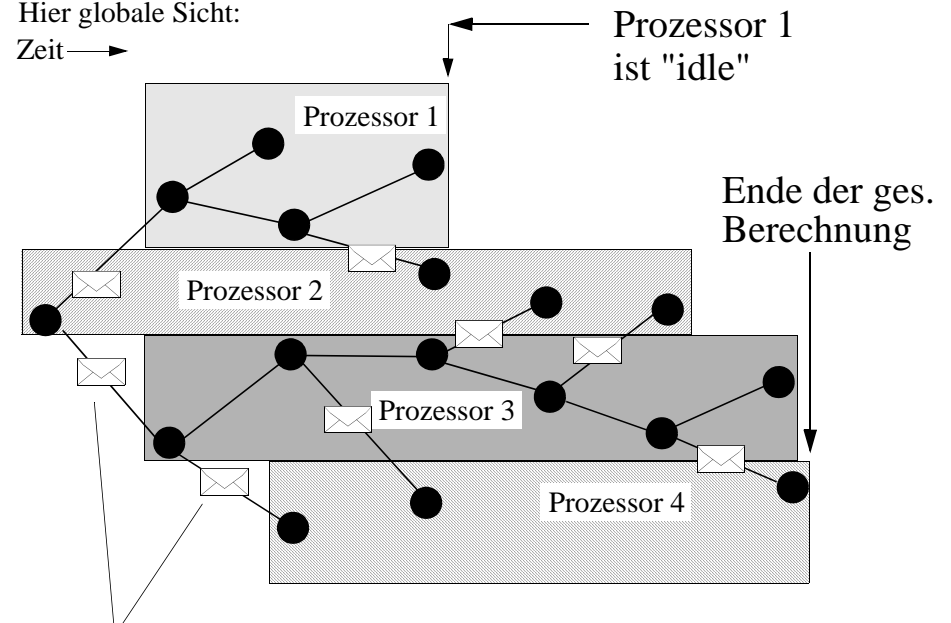 Hier globale Sicht:
Zeit
Prozessor 1
ist "idle"
Prozessor 1
Ende der ges.
Berechnung
Prozessor 2
Prozessor 3
Prozessor 4